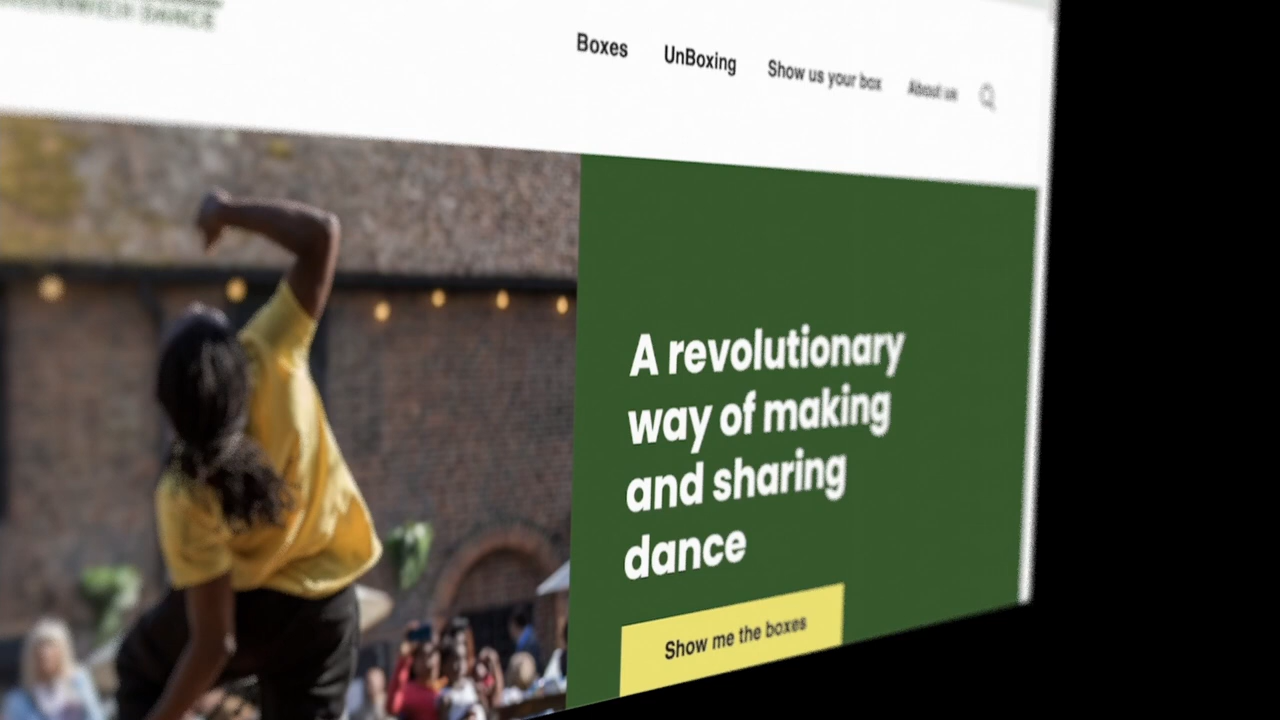 DANCE
Boxes
UnBoxing
Show us your box
About us
A revolutionary
way of making
and sharing
dance
Show me the boxes